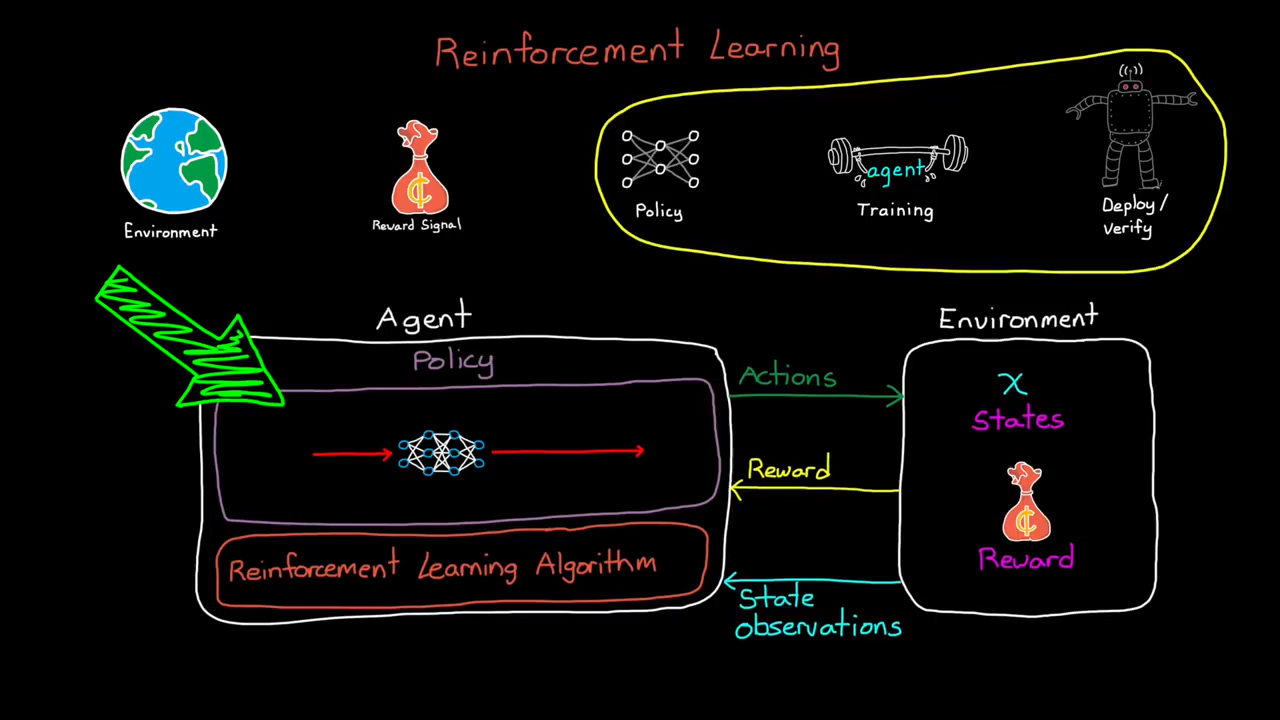 Reinforcement Learning
Environment
₵
Reward Signal
Policy
agent
Training
Deploy/
Verify
Agent
Policy
Reinforcement Learning Algorithm
Actions
Reward
State
observations
Environment
x
States
₵
Reward